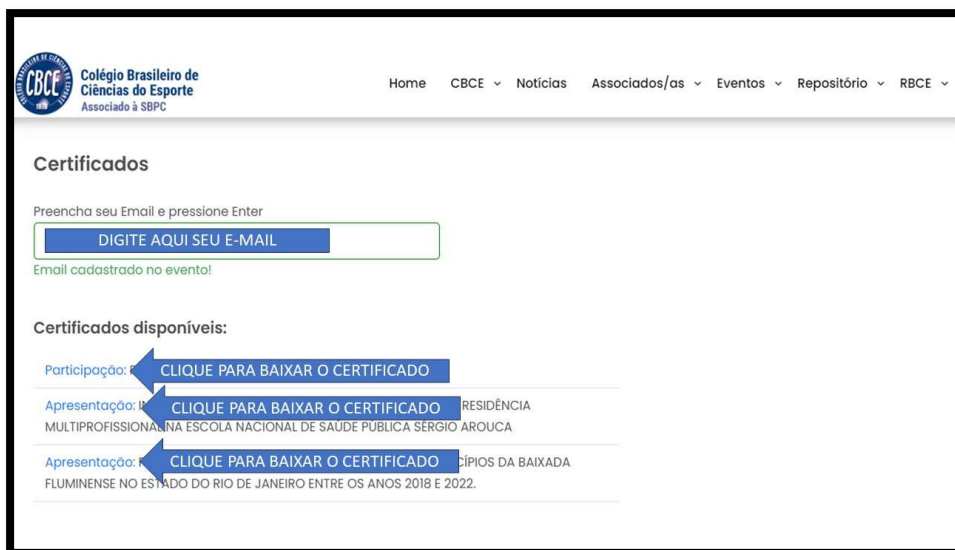 CBCE
1978
Colégio Brasileiro de
Ciências do Esporte
Associado à SBPC
Home CBCE Notícias Associados/as Eventos Repositório RBCE
Certificados
Preencha seu Email e pressione Enter
DIGITE AQUI SEU E-MAIL
Email cadastrado no evento!
Certificados disponíveis:
Participação: CLIQUE PARA BAIXAR O CERTIFICADO
Apresentação: CLIQUE PARA BAIXAR O CERTIFICADO RESIDÊNCIA
MULTIPROFISSIONAL NA ESCOLA NACIONAL DE SAÚDE PÚBLICA SÉRGIO AROUCA
Apresentação: CLIQUE PARA BAIXAR O CERTIFICADO CÍPIOS DA BAIXADA
FLUMINENSE NO ESTADO DO RIO DE JANEIRO ENTRE OS ANOS 2018 E 2022.